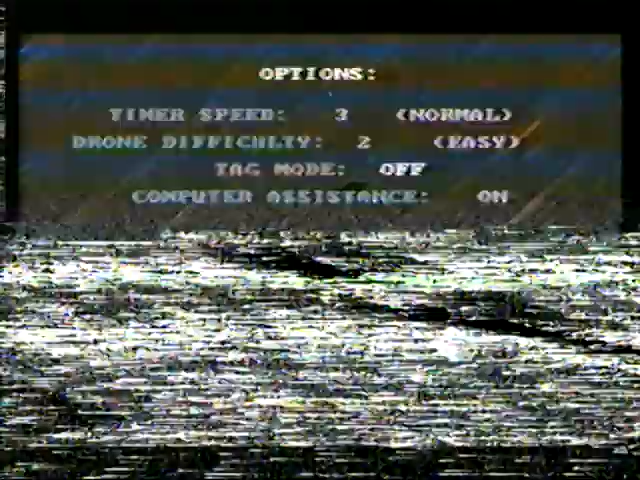 OPTIONS:
TIMER SPEED: 3 (NORMAL)
DRONE DIFFICULTY: 2 (EASY)
TAG MODE: OFF
COMPUTER ASSISTANCE: ON